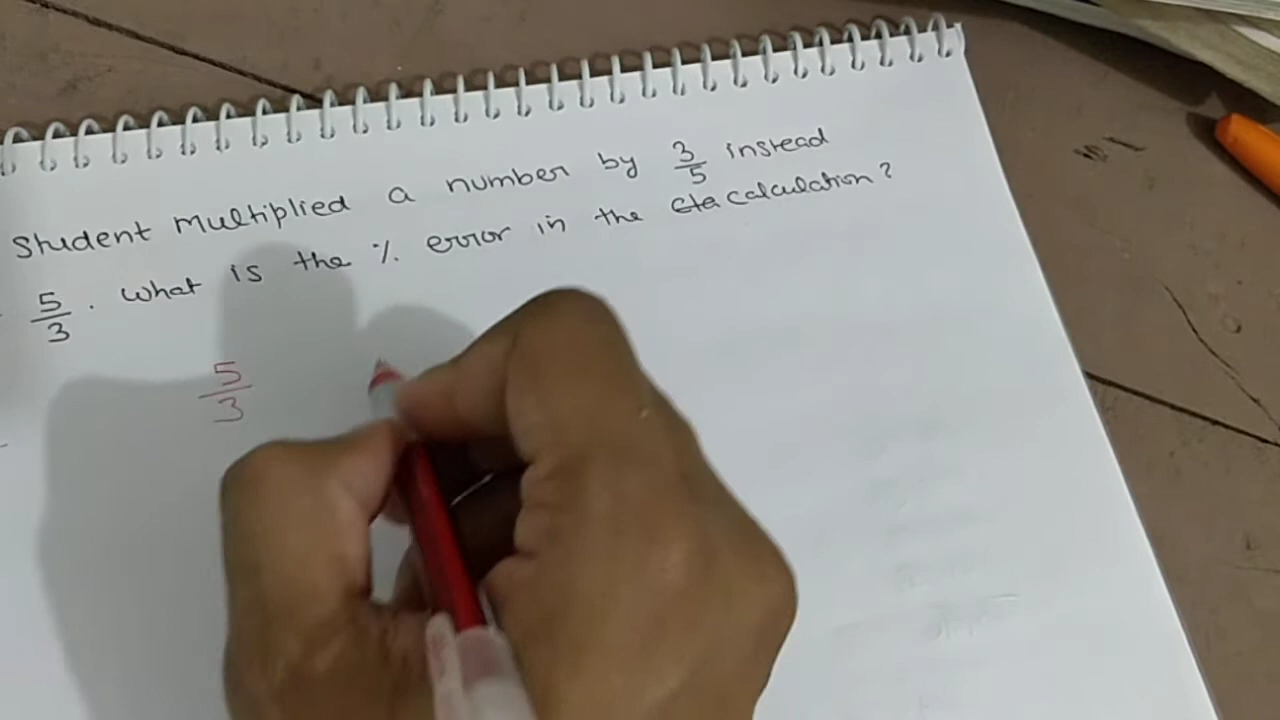 Student Multiplied a number by 3/5 instead
5/3. What is the % error in the calculation?
5/3